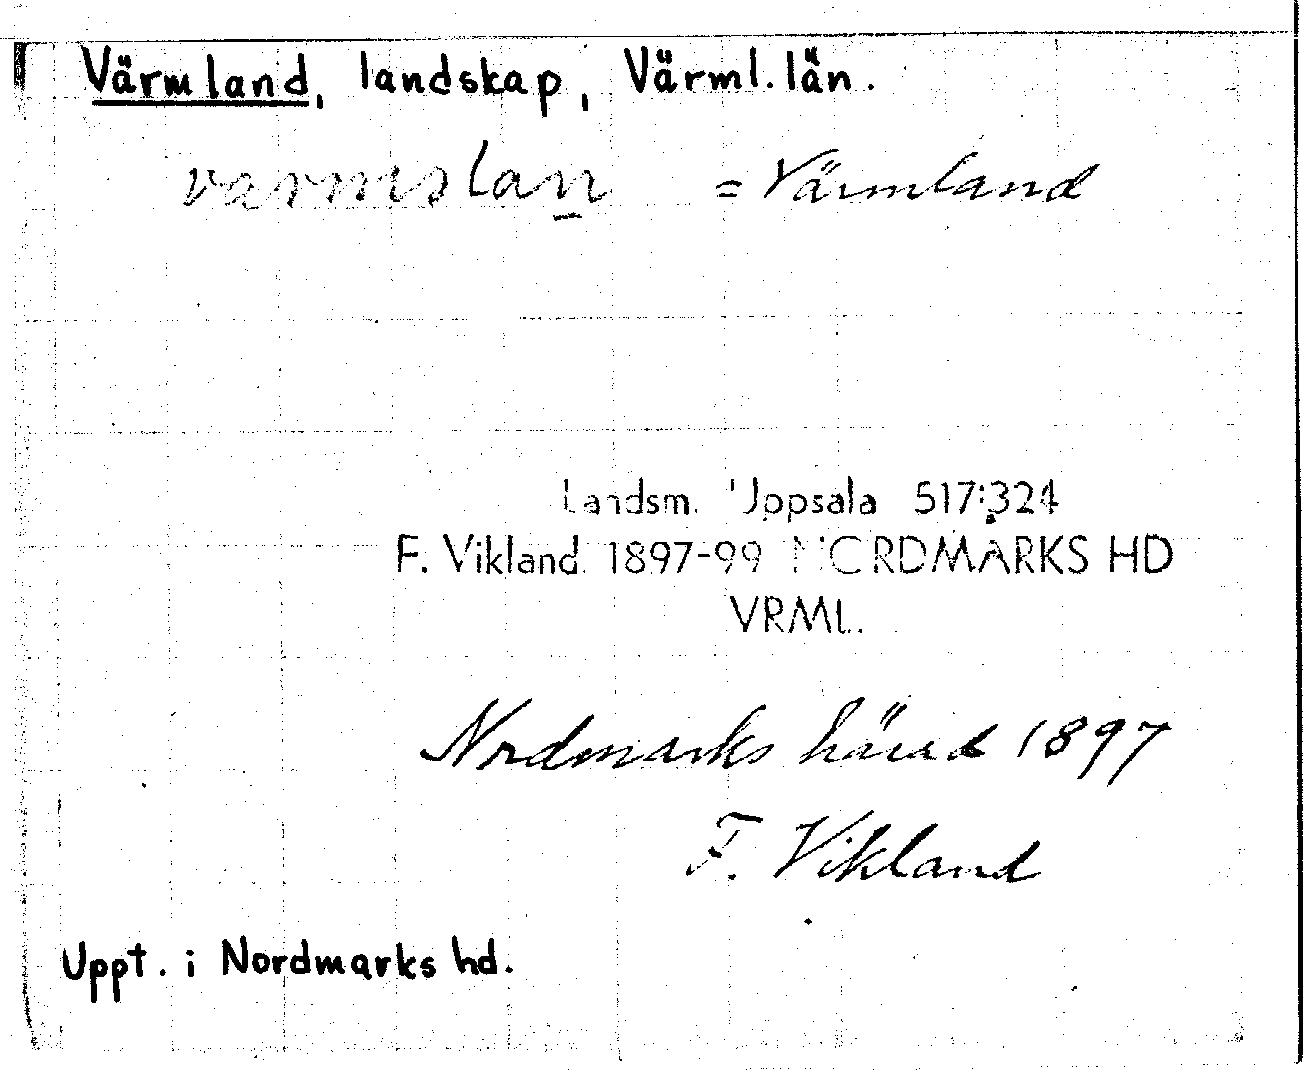 Värmland, landskap, Värml. län.
varmslan̲ = Värmland
Landsm. Uppsala 517:324
F. Vikland 1897-99 NORDMARKS HD
VRML.
Nordmarks härad 1897
F. Vikland
Uppt. i Nordmarks hd.